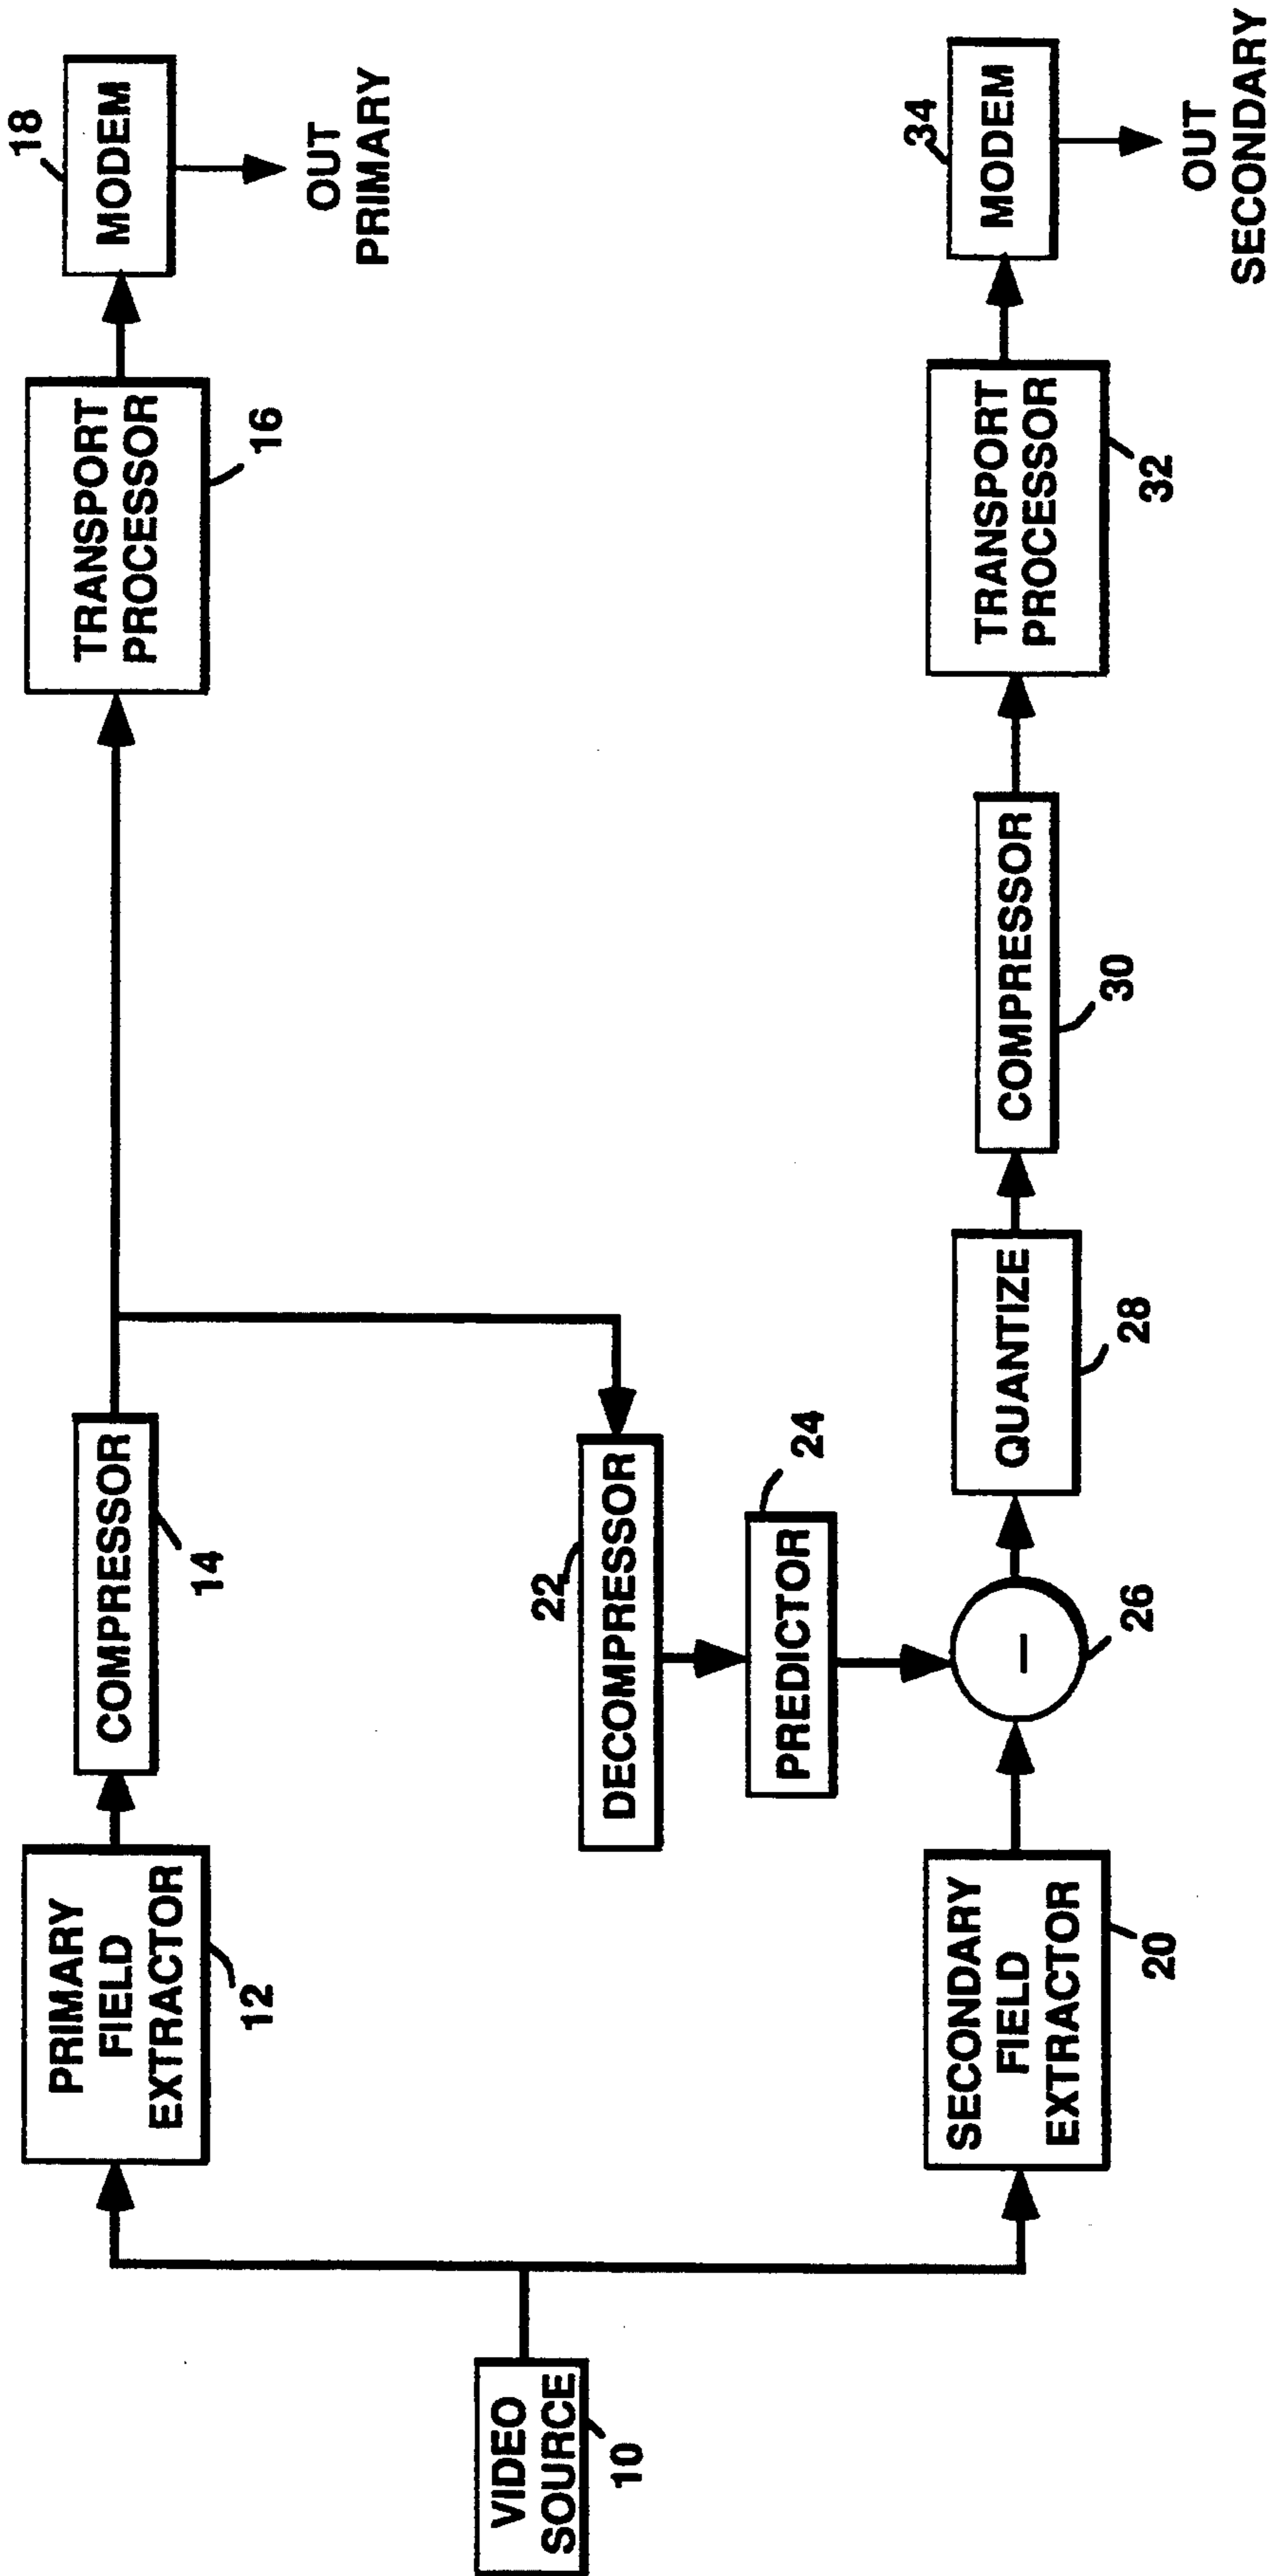 VIDEO
SOURCE
10
PRIMARY
FIELD
EXTRACTOR
12
COMPRESSOR
14
TRANSPORT
PROCESSOR
16
MODEM
18
OUT
PRIMARY
DECOMPRESSOR
22
PREDICTOR
24
SECONDARY
FIELD
EXTRACTOR
20
–
26
QUANTIZE
28
COMPRESSOR
30
TRANSPORT
PROCESSOR
32
MODEM
34
OUT
SECONDARY